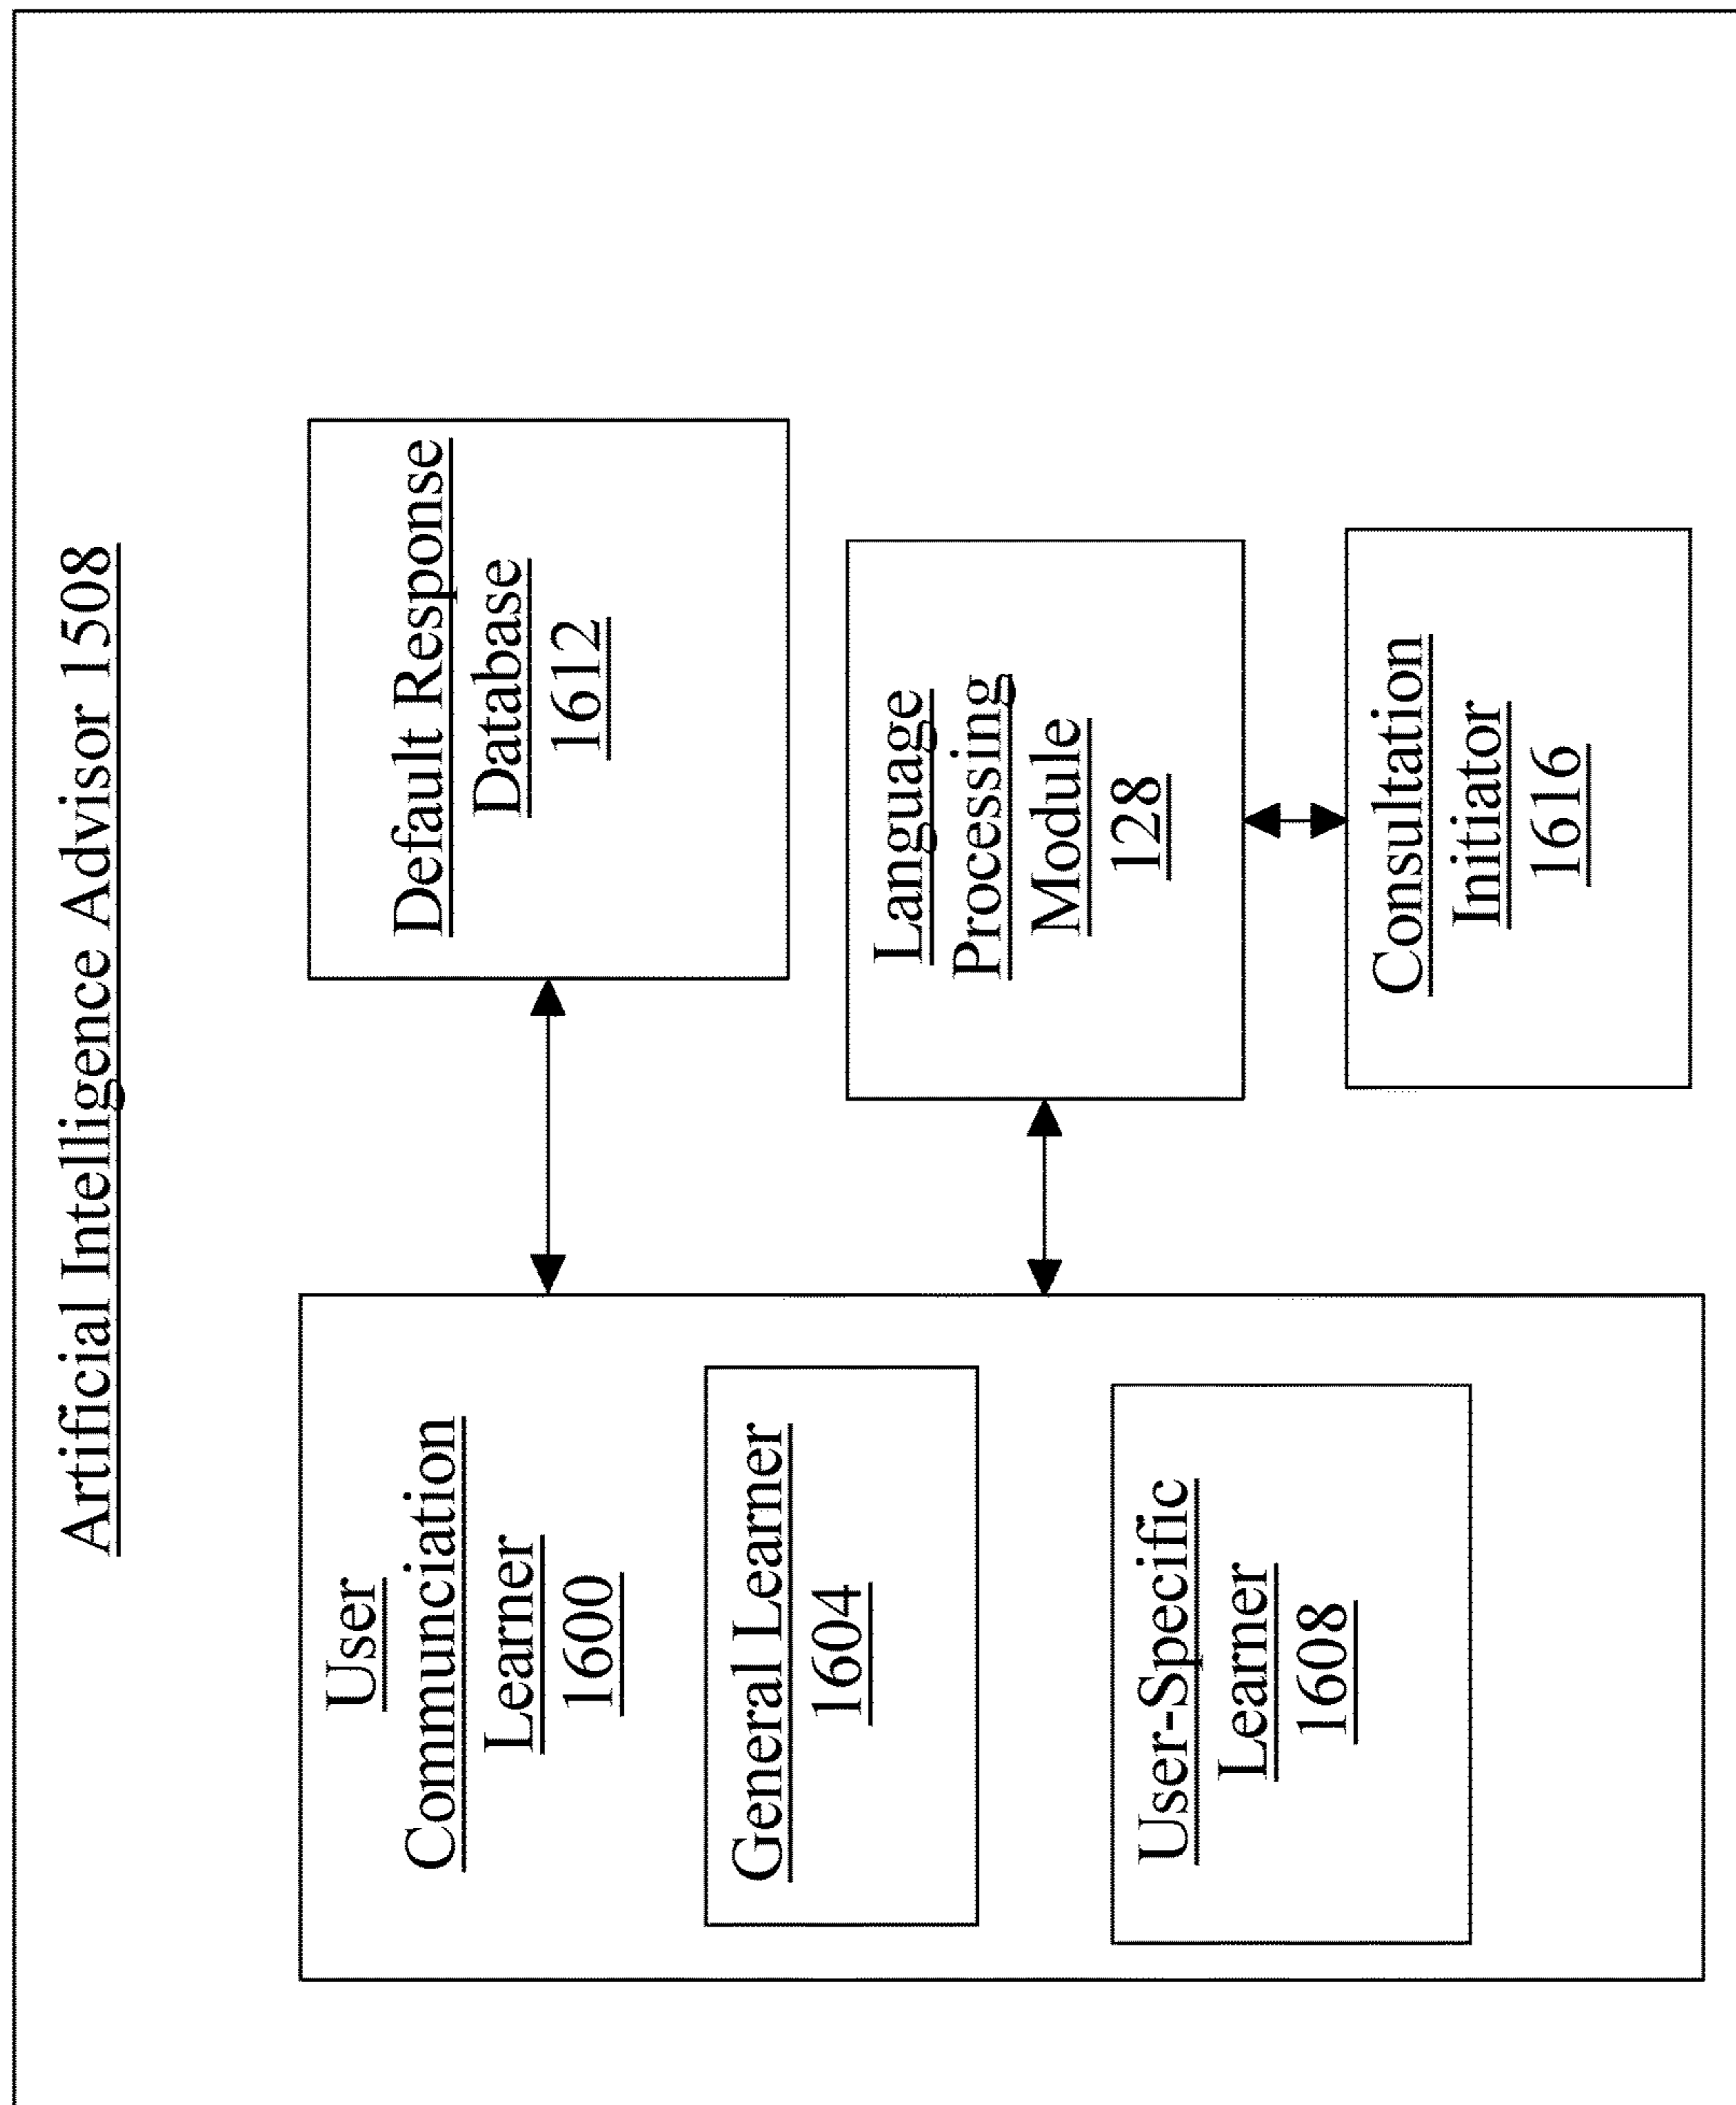 Artificial Intelligence Advisor 1508
User
Communciation
Learner
1600
General Learner
1604
User-Specific
Learner
1608
Default Response
Database
1612
Language
Processing
Module
128
Consultation
Initiator
1616